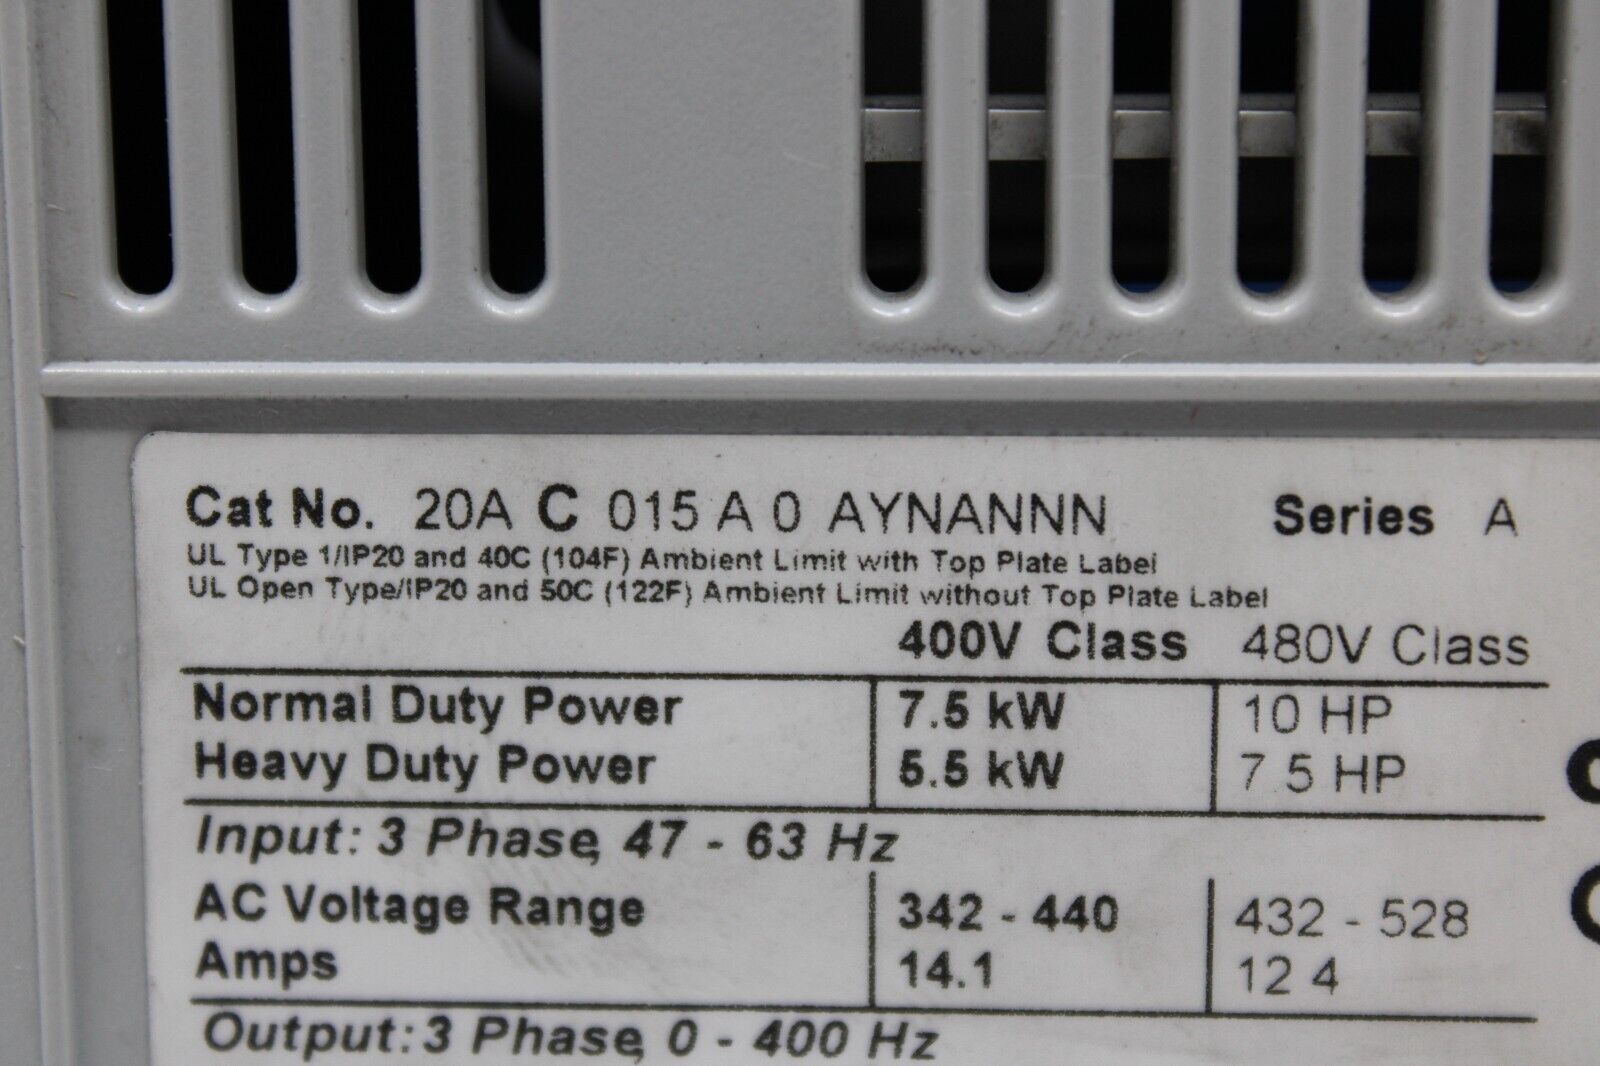 Cat No. 20A C 015 A 0 AYNANNN Series A
UL Type 1/IP20 and 40C (104F) Ambient Limit with Top Plate Label
UL Open Type/IP20 and 50C (122F) Ambient Limit without Top Plate Label
400V Class 480V Class
Normal Duty Power 7.5 kW 10 HP
Heavy Duty Power 5.5 kW 7.5 HP
Input: 3 Phase, 47 - 63 Hz
AC Voltage Range 342 - 440 432 - 528
Amps 14.1 12.4
Output: 3 Phase, 0 - 400 Hz